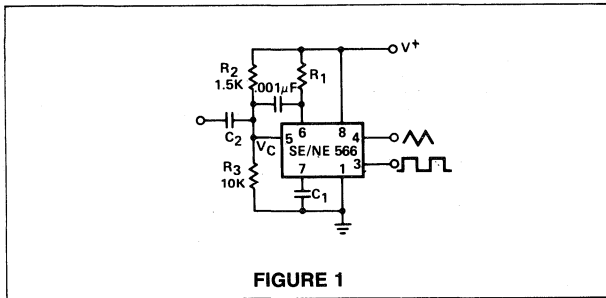 V+
R2
1.5K
.001μF
R1
C2
VC
5
6
8
4
SE/NE 566
3
7
1
R3
10K
C1
FIGURE 1